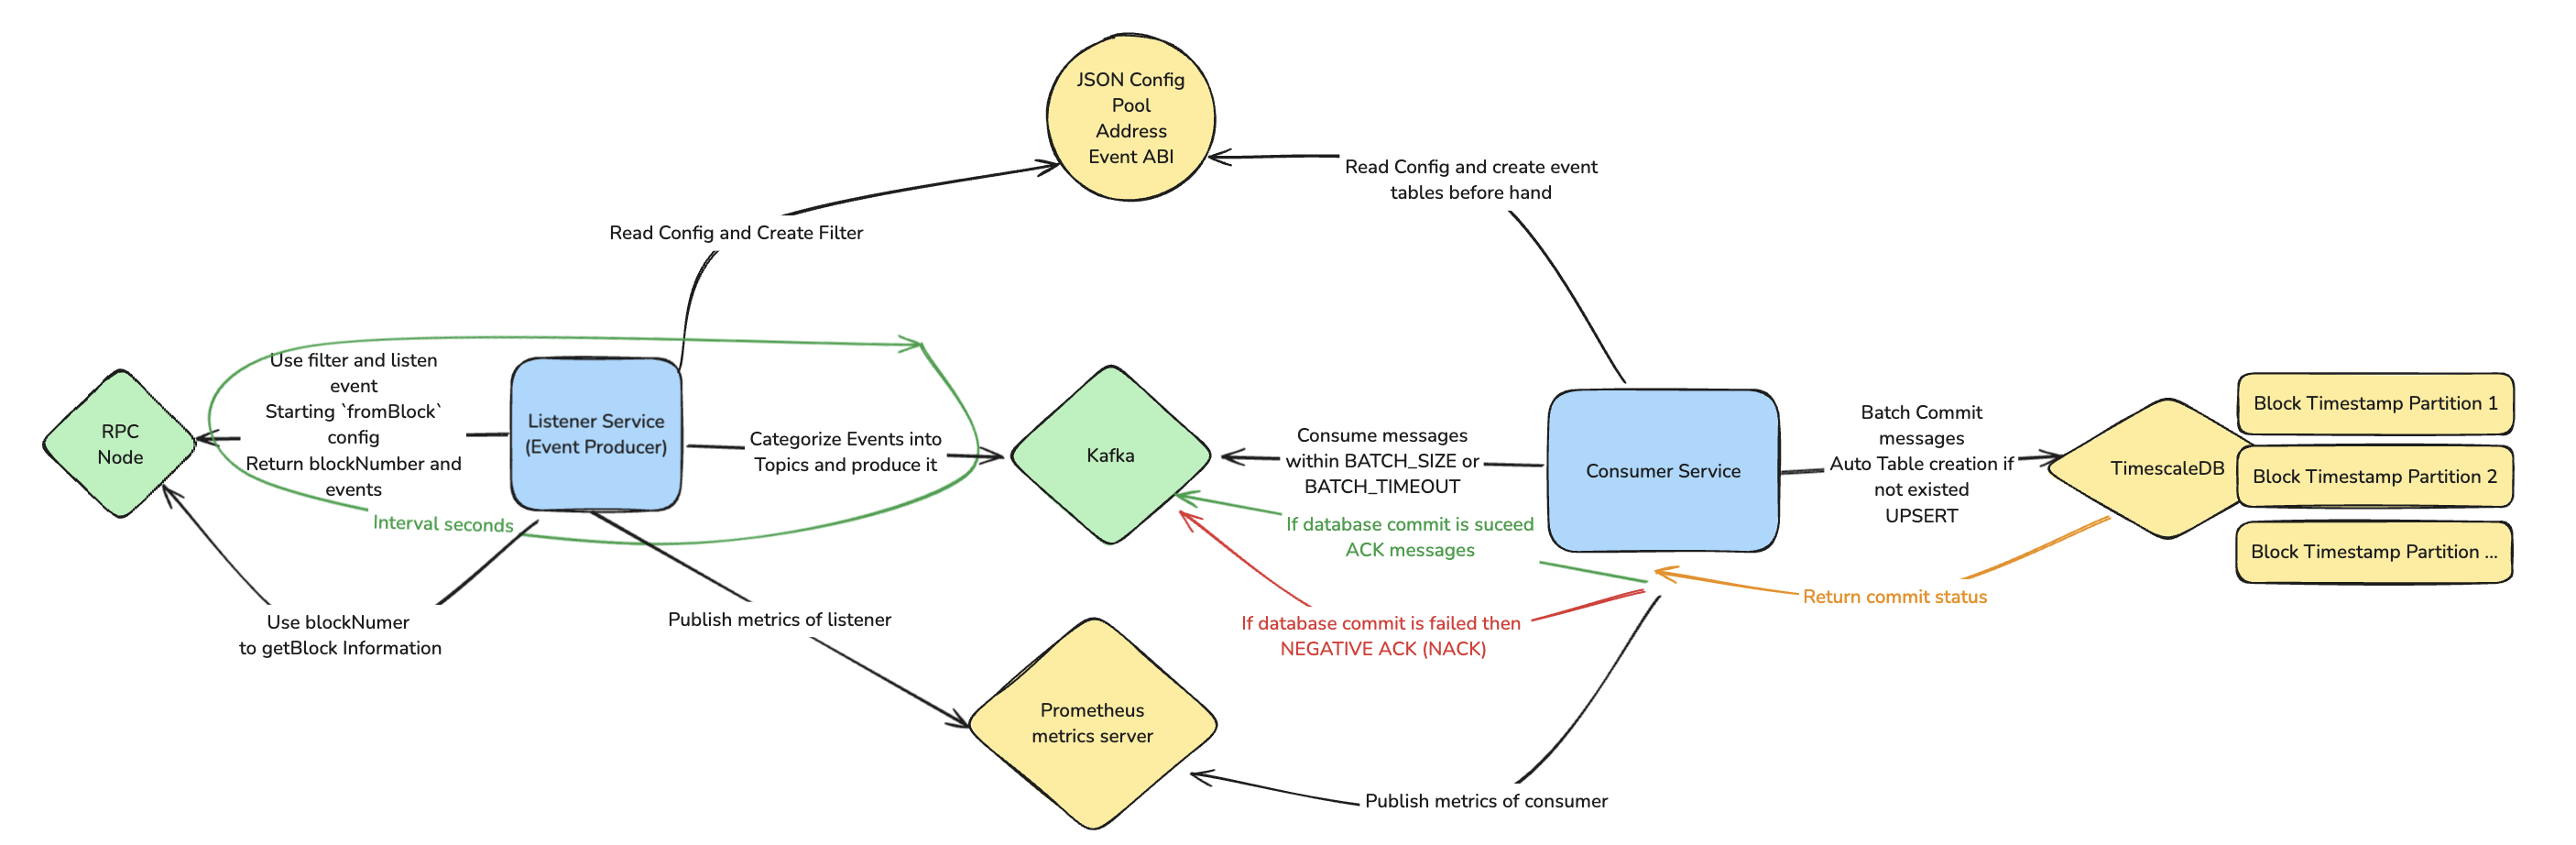 JSON Config
Pool
Address
Event ABI
Read Config and create event
tables before hand
Read Config and Create Filter
Use filter and listen
event
Starting `fromBlock`
config
Return blockNumber and
events
RPC
Node
Listener Service
(Event Producer)
Categorize Events into
Topics and produce it
Kafka
Consume messages
within BATCH_SIZE or
BATCH_TIMEOUT
Consumer Service
Batch Commit
messages
Auto Table creation if
not existed
UPSERT
TimescaleDB
Block Timestamp Partition 1
Block Timestamp Partition 2
Block Timestamp Partition ...
Interval seconds
If database commit is suceed
ACK messages
Return commit status
Use blockNumer
to getBlock Information
Publish metrics of listener
If database commit is failed then
NEGATIVE ACK (NACK)
Prometheus
metrics server
Publish metrics of consumer